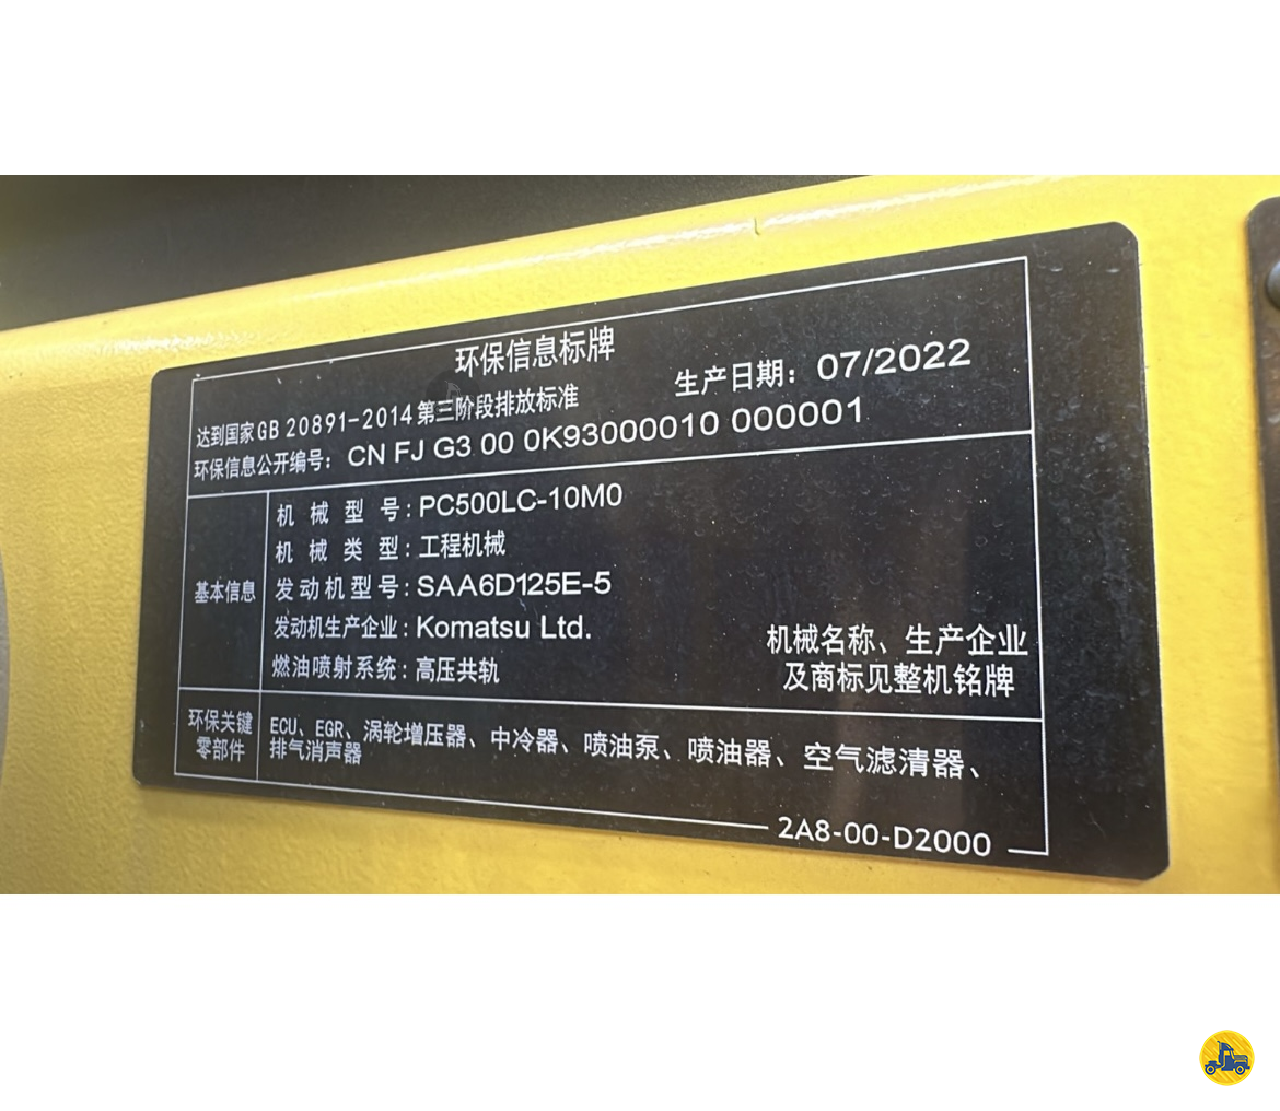 环保信息标牌
达到国家GB 20891-2014 第三阶段排放标准
生产日期：07/2022
环保信息公开编号：CN FJ G3 00 0K93000010 000001
基本信息
机械型号：PC500LC-10M0
机械类型：工程机械
发动机型号：SAA6D125E-5
发动机生产企业：Komatsu Ltd.
燃油喷射系统：高压共轨
机械名称、生产企业
及商标见整机铭牌
环保关键
零部件
ECU、EGR、涡轮增压器、中冷器、喷油泵、喷油器、空气滤清器、
排气消声器
2A8-00-D2000